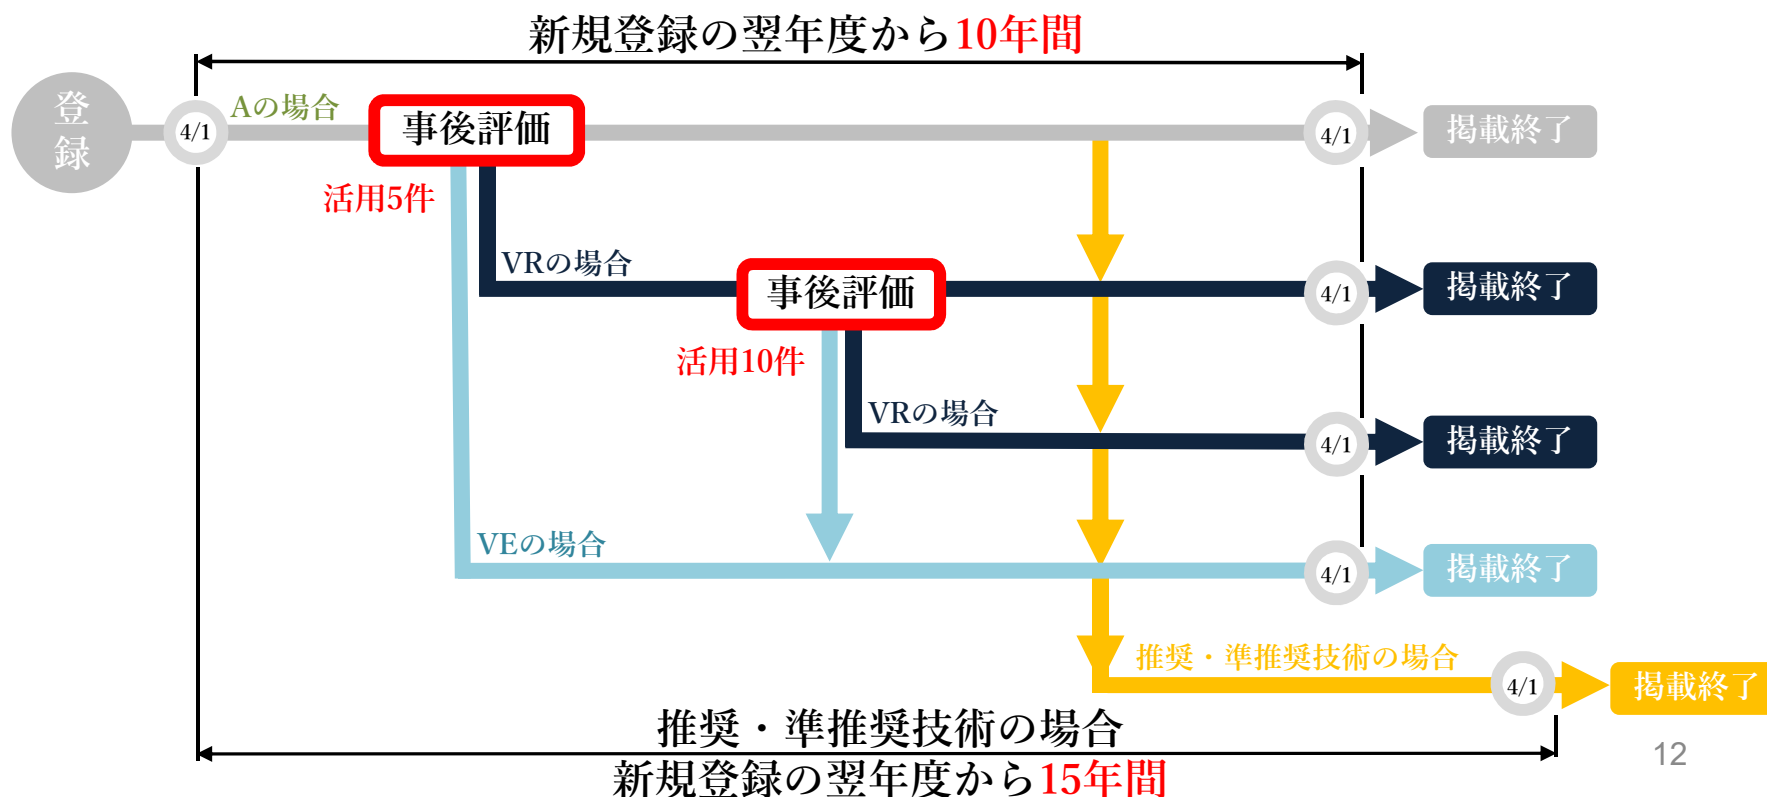 新規登録の翌年度から10年間
登
録
4/1
Aの場合
事後評価
4/1
掲載終了
活用5件
VRの場合
事後評価
4/1
掲載終了
活用10件
VRの場合
4/1
掲載終了
VEの場合
4/1
掲載終了
推奨・準推奨技術の場合
4/1
掲載終了
推奨・準推奨技術の場合
新規登録の翌年度から15年間
12